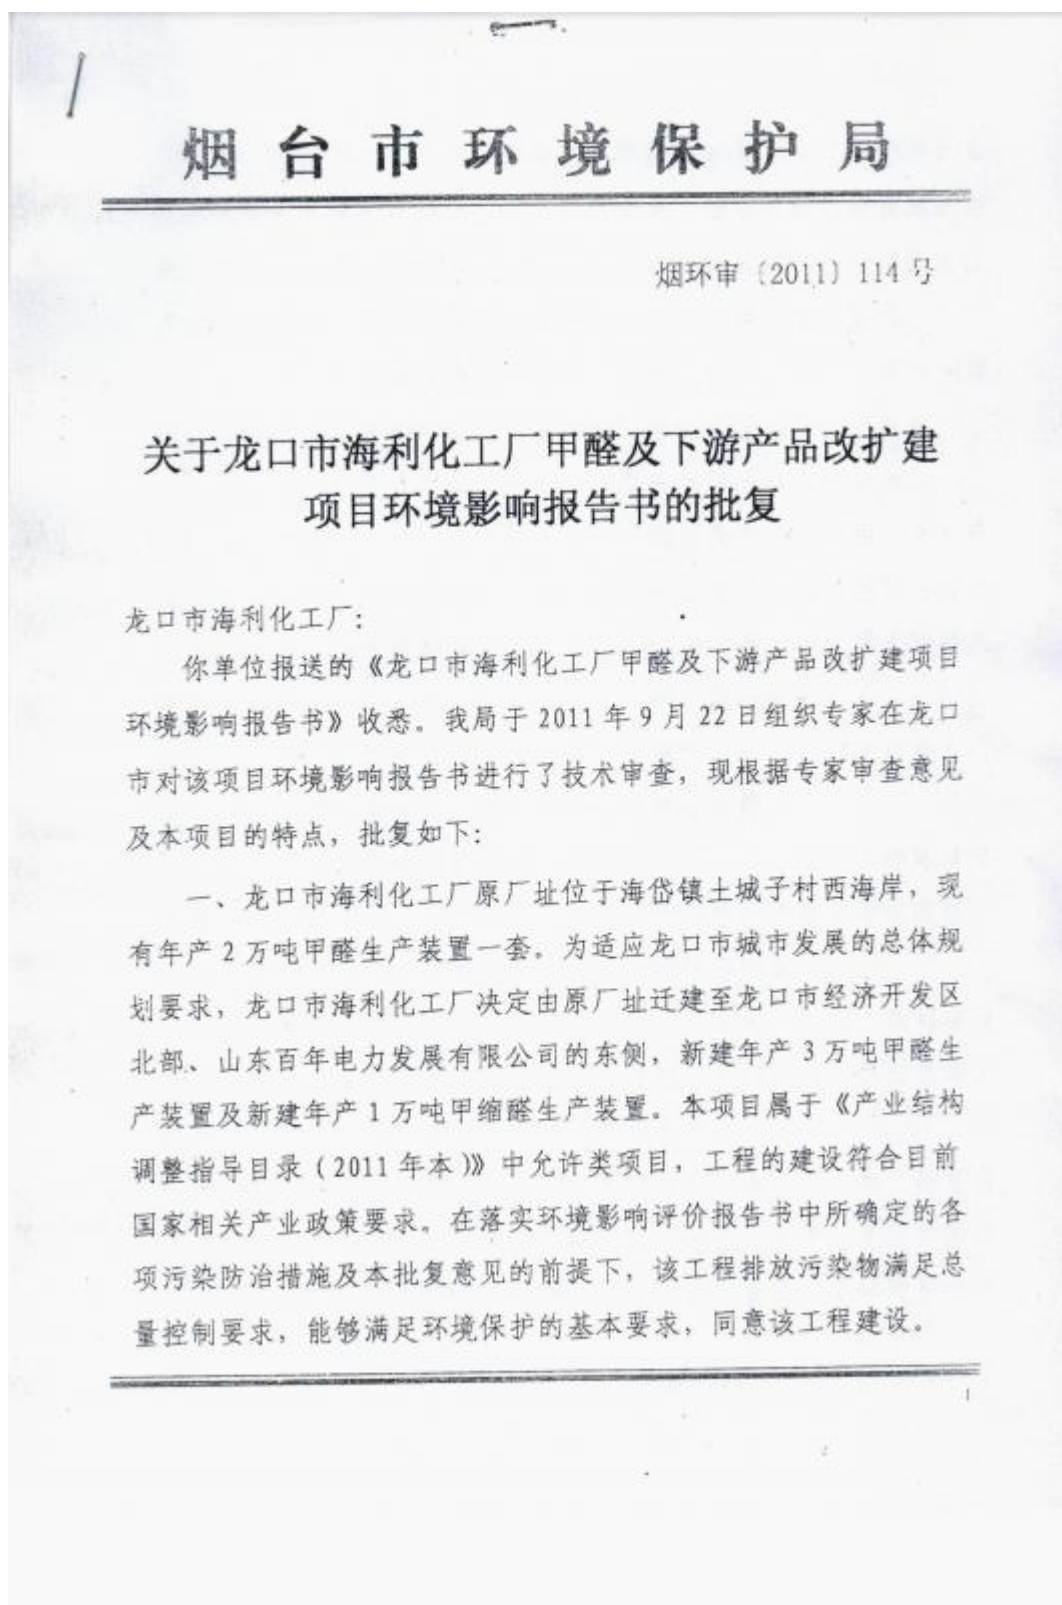 烟台市环境保护局
烟环审〔2011〕114号
关于龙口市海利化工厂甲醛及下游产品改扩建
项目环境影响报告书的批复
龙口市海利化工厂：
你单位报送的《龙口市海利化工厂甲醛及下游产品改扩建项目
环境影响报告书》收悉。我局于2011年9月22日组织专家在龙口
市对该项目环境影响报告书进行了技术审查，现根据专家审查意见
及本项目的特点，批复如下：
一、龙口市海利化工厂原厂址位于海岱镇土城子村西海岸，现
有年产2万吨甲醛生产装置一套。为适应龙口市城市发展的总体规
划要求，龙口市海利化工厂决定由原厂址迁建至龙口市经济开发区
北部、山东百年电力发展有限公司的东侧，新建年产3万吨甲醛生
产装置及新建年产1万吨甲缩醛生产装置。本项目属于《产业结构
调整指导目录（2011年本）》中允许类项目，工程的建设符合目前
国家相关产业政策要求。在落实环境影响评价报告书中所确定的各
项污染防治措施及本批复意见的前提下，该工程排放污染物满足总
量控制要求，能够满足环境保护的基本要求，同意该工程建设。
1